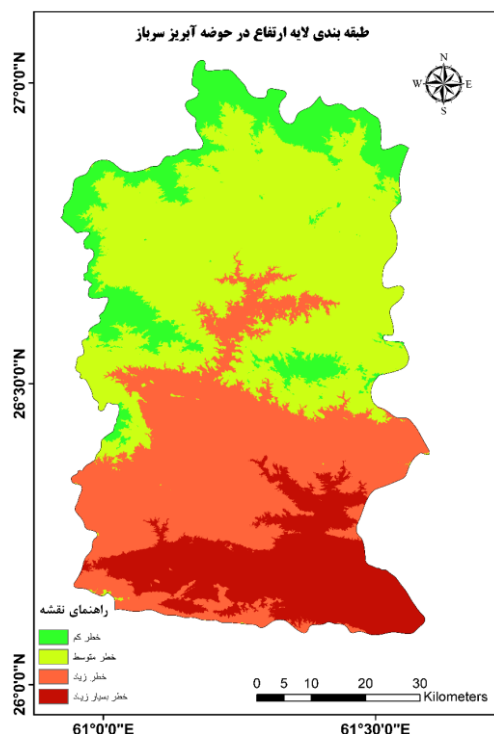 طبقه بندی لایه ارتفاع در حوضه آبریز سرباز
N
W E
S
27°0'0"N
26°30'0"N
26°0'0"N
راهنمای نقشه
خطر کم
خطر متوسط
خطر زیاد
خطر بسیار زیاد
0 5 10 20 30
Kilometers
61°0'0"E 61°30'0"E